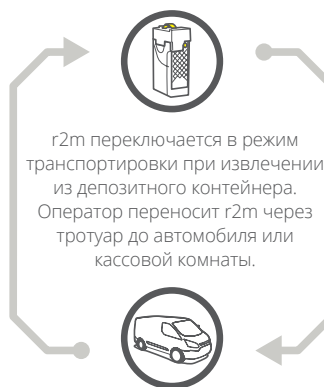 r2m переключается в режим
транспортировки при извлечении
из депозитного контейнера.
Оператор переносит r2m через
тротуар до автомобиля или
кассовой комнаты.